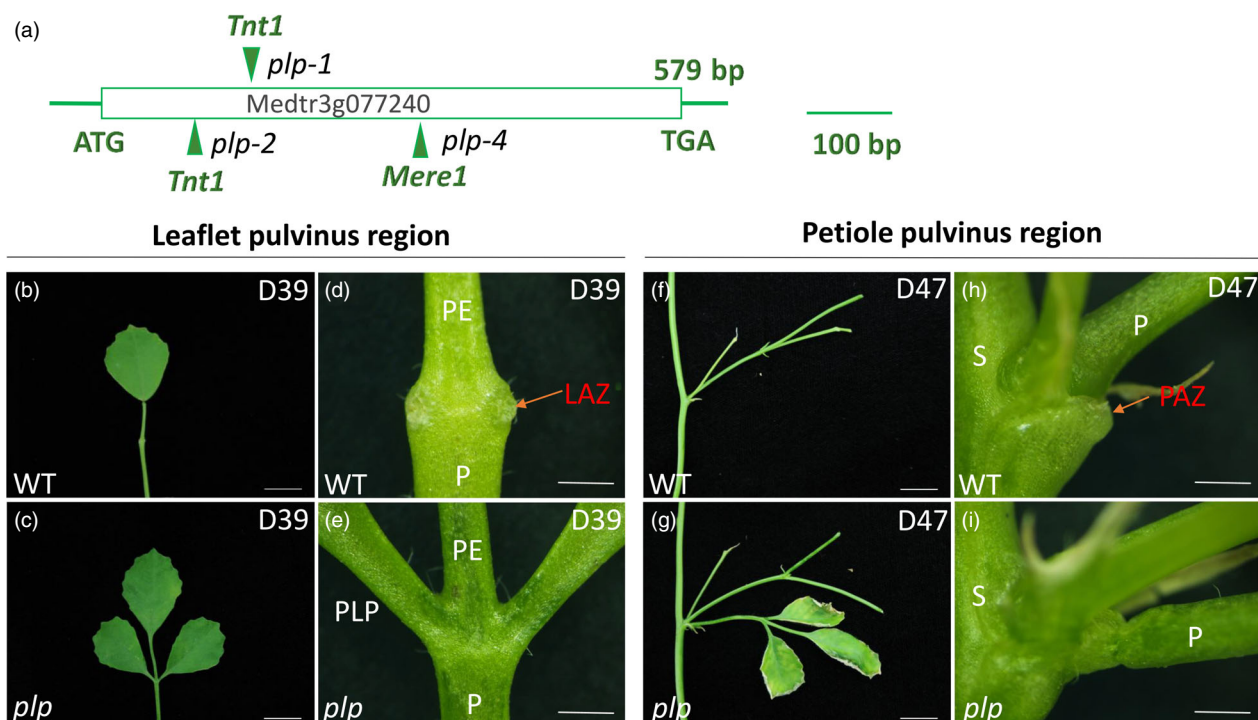 (a)
Tnt1
plp-1
579 bp
Medtr3g077240
ATG
plp-2
plp-4
TGA
100 bp
Tnt1
Mere1
Leaflet pulvinus region
Petiole pulvinus region
(b) D39
WT
(d) D39
PE
LAZ
P
WT
(f) D47
WT
(h) D47
P
S
PAZ
WT
(c) D39
plp
(e) D39
PE
PLP
P
plp
(g) D47
plp
(i)
S
P
plp